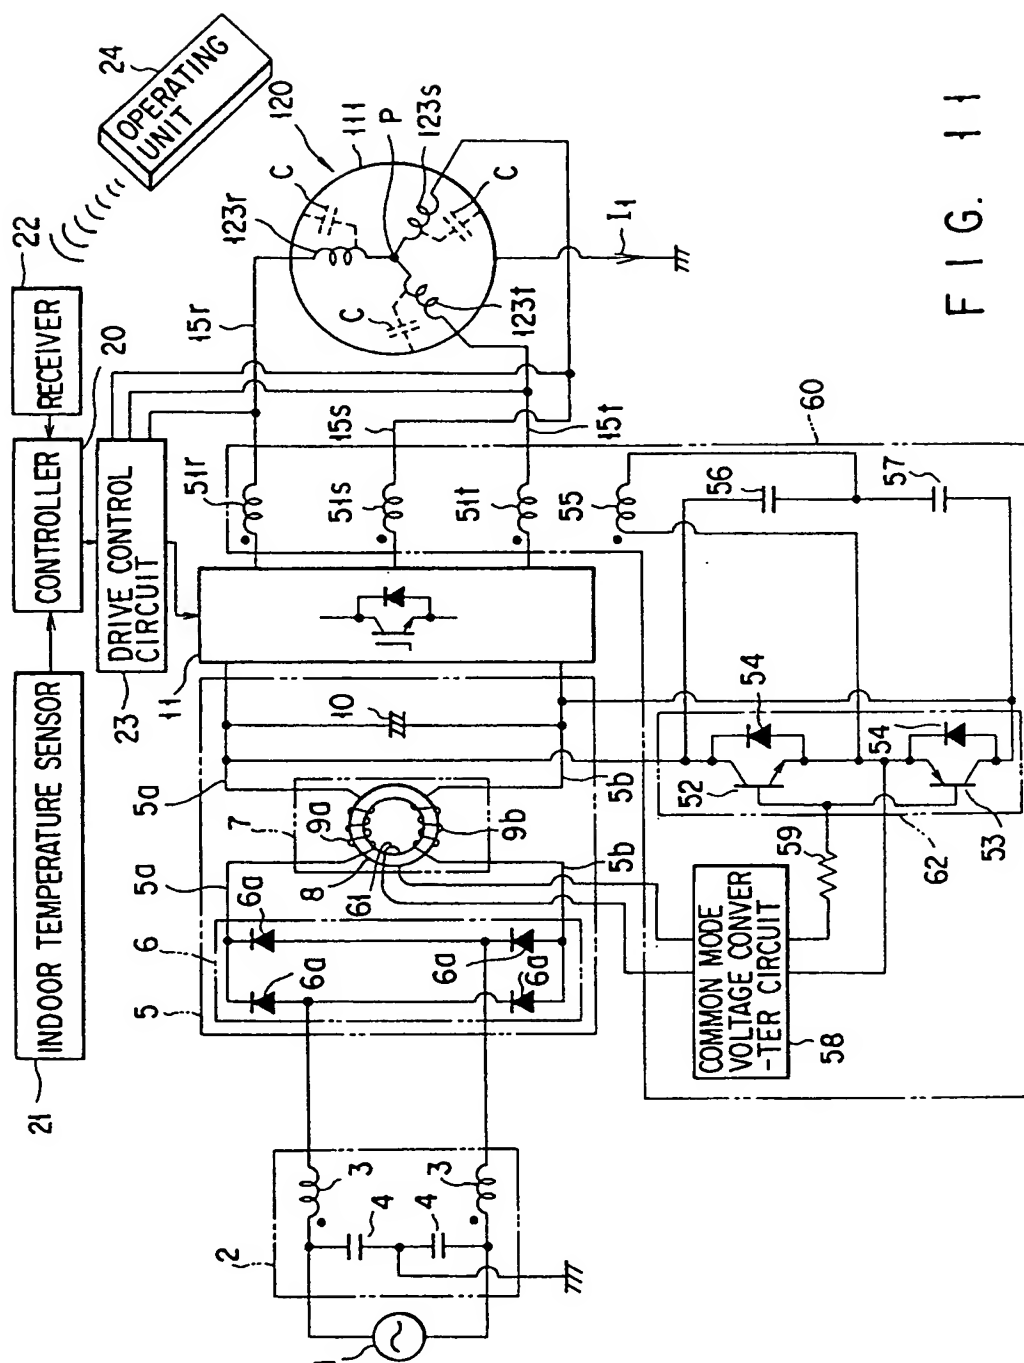 FIG. 11
24
OPERATING
UNIT
22
RECEIVER
20
CONTROLLER
21
INDOOR TEMPERATURE SENSOR
23
DRIVE CONTROL
CIRCUIT
120
111
P
123s
C
123r
C
C
123t
I1
15r
15s
15t
51r
51s
51t
55
60
56
57
11
10
5a
5b
7
9a
9b
8
61
5a
5b
6a
6a
6a
6a
6
5
54
52
54
53
62
59
COMMON MODE
VOLTAGE CONVER
-TER CIRCUIT
58
3
3
4
4
2